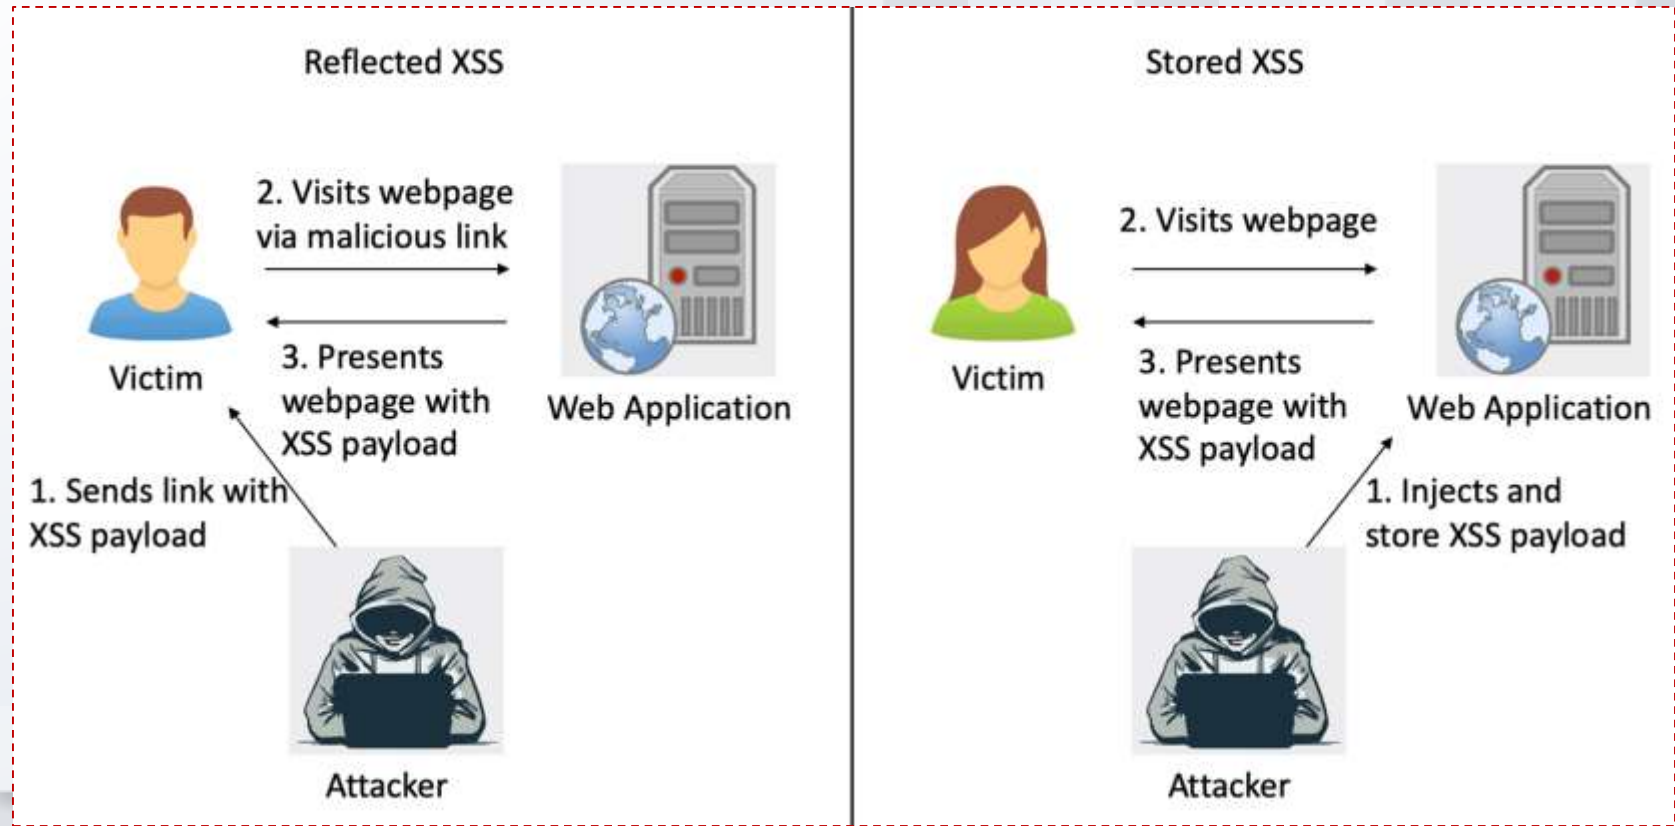 Reflected XSS
2. Visits webpage
via malicious link
3. Presents
webpage with
XSS payload
Victim
Web Application
1. Sends link with
XSS payload
Attacker
Stored XSS
2. Visits webpage
3. Presents
webpage with
XSS payload
Victim
Web Application
1. Injects and
store XSS payload
Attacker